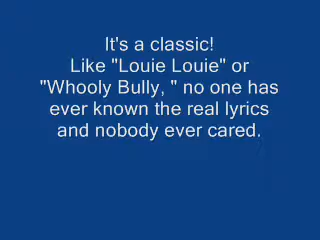 It's a classic!
Like "Louie Louie" or
"Whooly Bully, " no one has
ever known the real lyrics
and nobody ever cared.